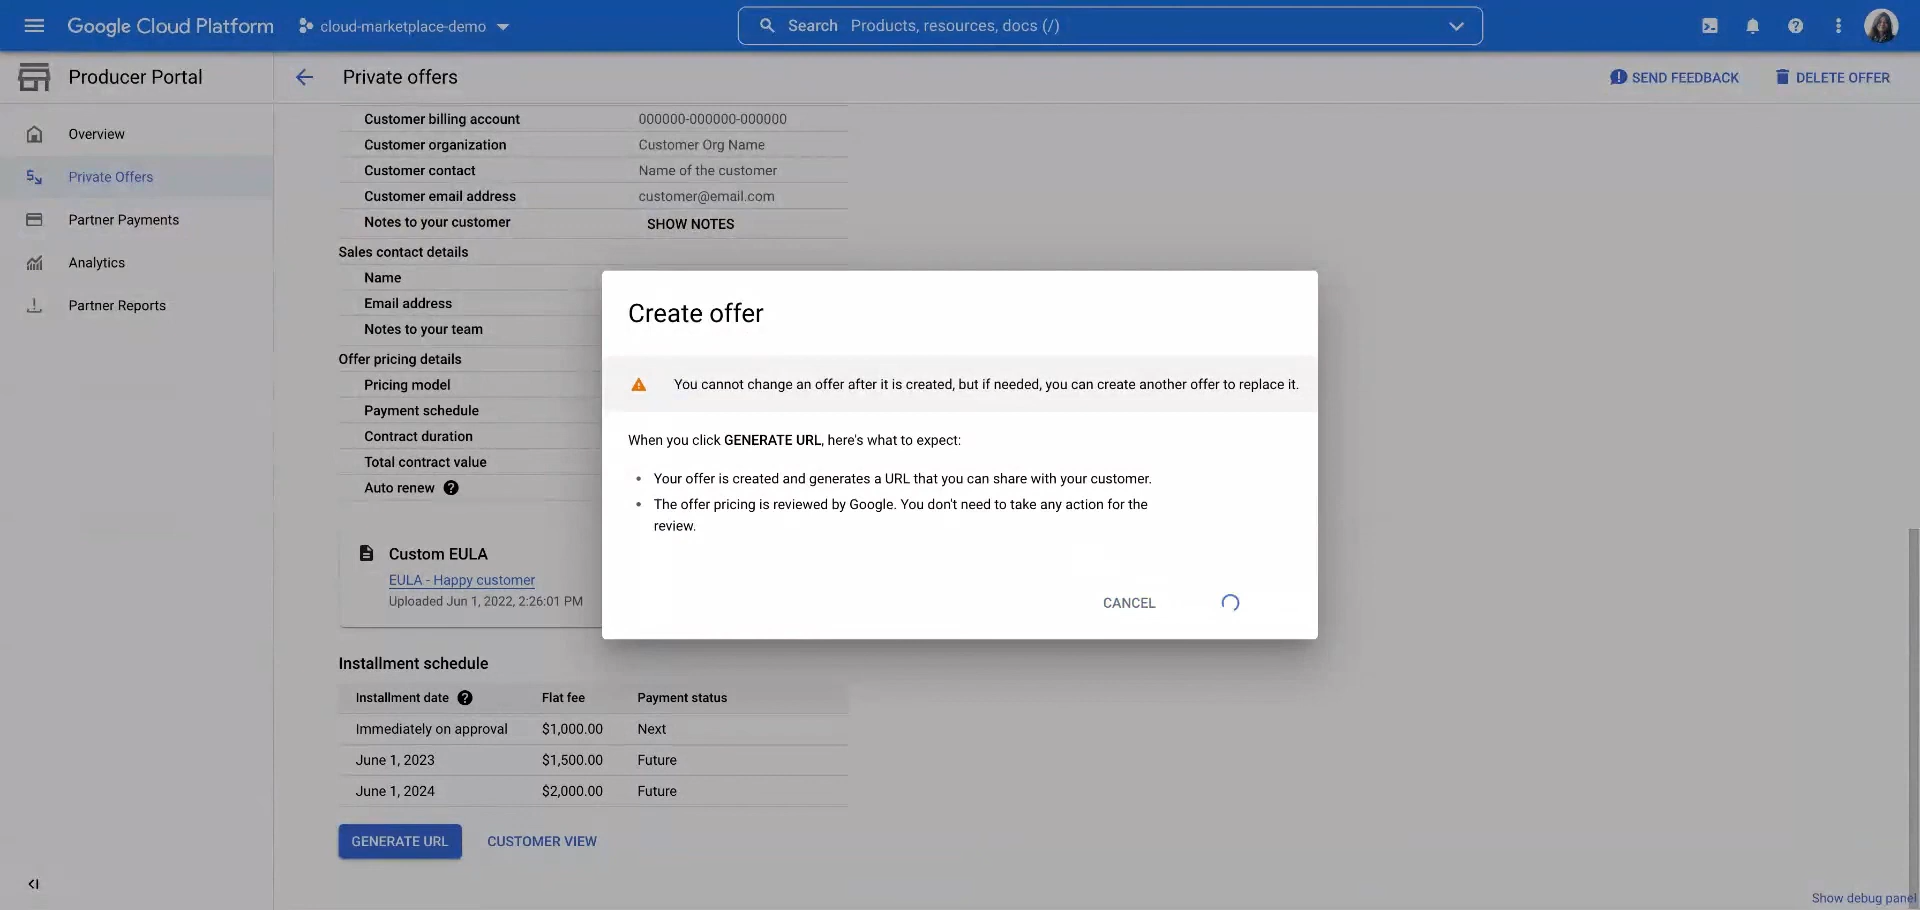 Google Cloud Platform
cloud-marketplace-demo
Search Products, resources, docs (/)
Producer Portal
Private offers
SEND FEEDBACK
DELETE OFFER
Overview
Private Offers
Partner Payments
Analytics
Partner Reports
Customer billing account 000000-000000-000000
Customer organization Customer Org Name
Customer contact Name of the customer
Customer email address customer@email.com
Notes to your customer SHOW NOTES
Sales contact details
Name
Email address
Notes to your team
Offer pricing details
Pricing model
Payment schedule
Contract duration
Total contract value
Auto renew
Custom EULA
EULA - Happy customer
Uploaded Jun 1, 2022, 2:26:01 PM
Create offer
You cannot change an offer after it is created, but if needed, you can create another offer to replace it.
When you click GENERATE URL, here's what to expect:
• Your offer is created and generates a URL that you can share with your customer.
• The offer pricing is reviewed by Google. You don't need to take any action for the
review.
CANCEL
Installment schedule
Installment date Flat fee Payment status
Immediately on approval $1,000.00 Next
June 1, 2023 $1,500.00 Future
June 1, 2024 $2,000.00 Future
GENERATE URL
CUSTOMER VIEW
Show debug panel